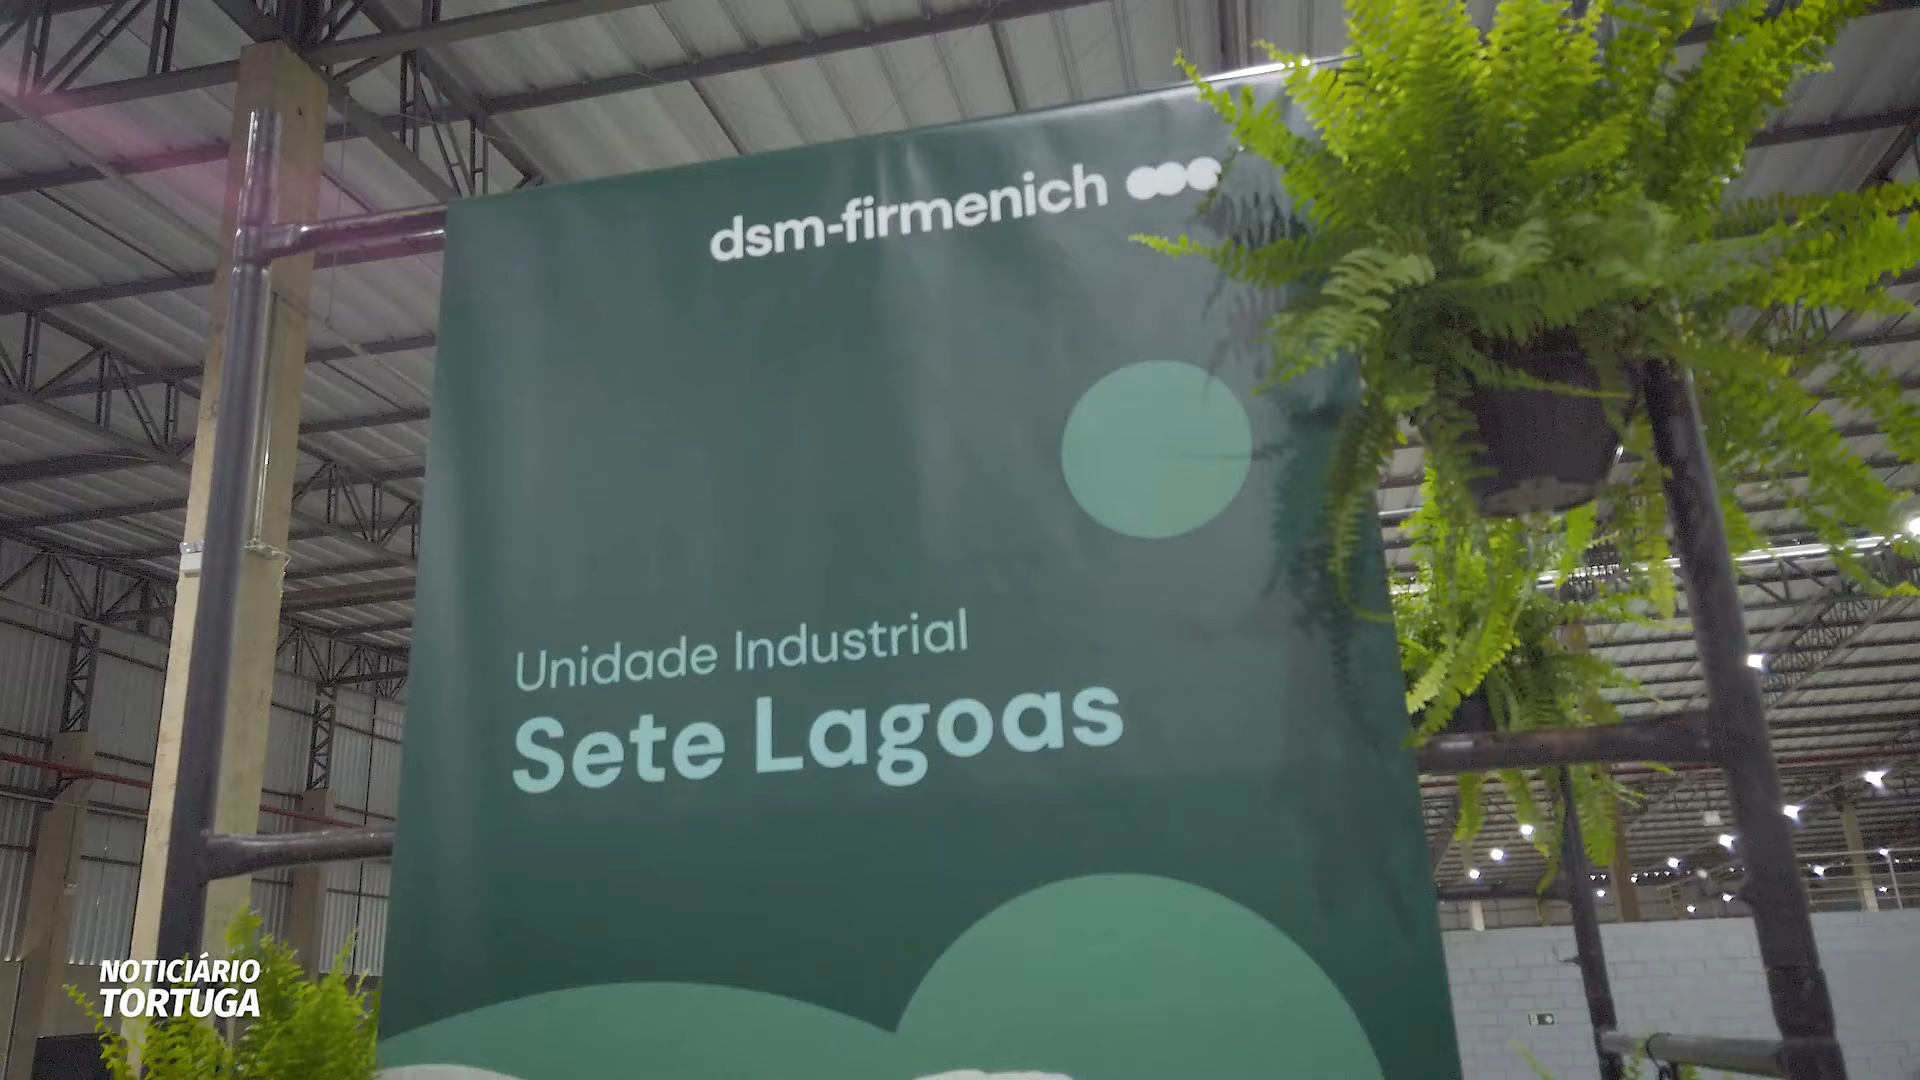 dsm-firmenich
Unidade Industrial
Sete Lagoas
NOTICIÁRIO
TORTUGA